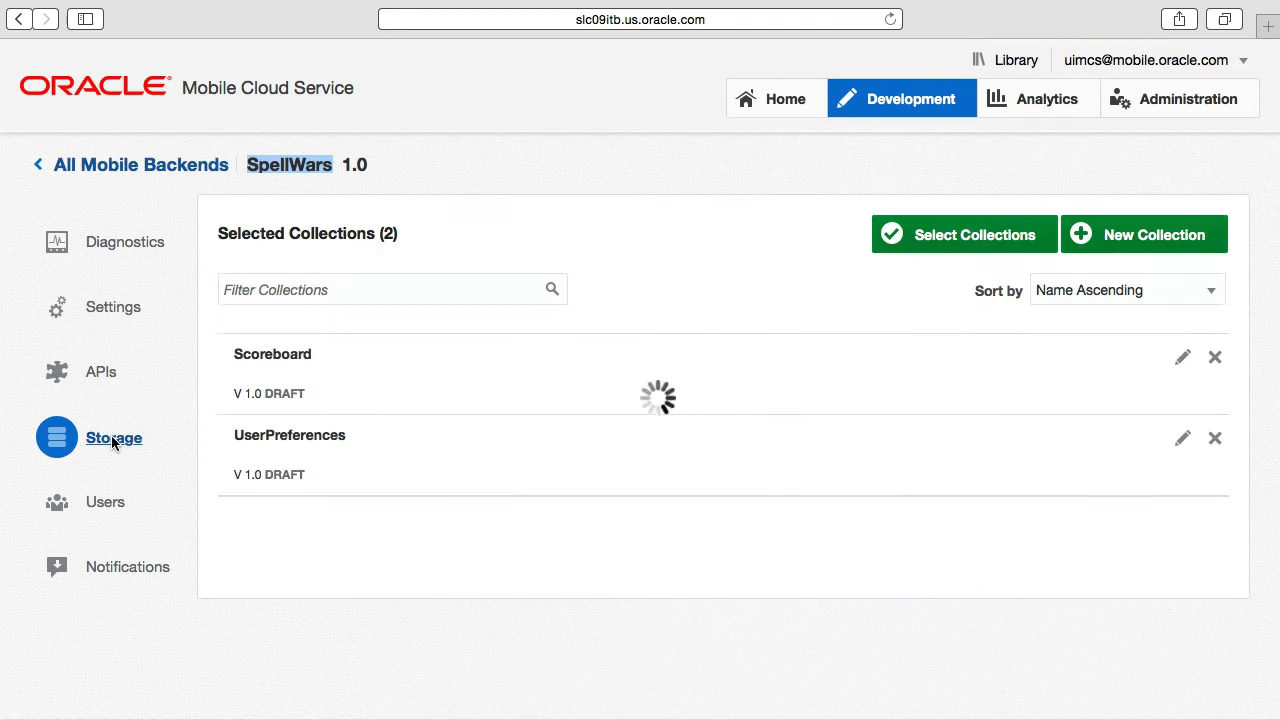 slc09itb.us.oracle.com
Library
uimcs@mobile.oracle.com
ORACLE Mobile Cloud Service
Home
Development
Analytics
Administration
All Mobile Backends
SpellWars 1.0
Diagnostics
Settings
APIs
Storage
Users
Notifications
Selected Collections (2)
Select Collections
New Collection
Filter Collections
Sort by
Name Ascending
Scoreboard
V 1.0 DRAFT
UserPreferences
V 1.0 DRAFT